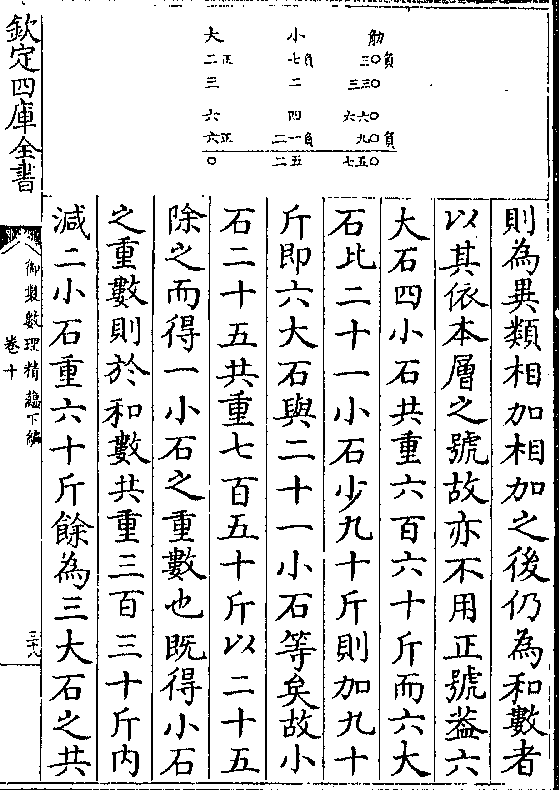 大 小 觔
二正 七負 三〇負
三 二 三三〇
六 四 六六〇
六正 二一負 九〇負
〇 二五 七五〇
則為異類相加相加之後仍為和數者
以其依本層之號故亦不用正號葢六
大石四小石共重六百六十斤而六大
石比二十一小石少九十斤則加九十
斤即六大石與二十一小石等矣故小
石二十五共重七百五十斤以二十五
除之而得一小石之重數也既得小石
之重數則於和數共重三百三十斤内
減二小石重六十斤餘為三大石之共
欽定四庫全書
御製數理精藴下編
卷十